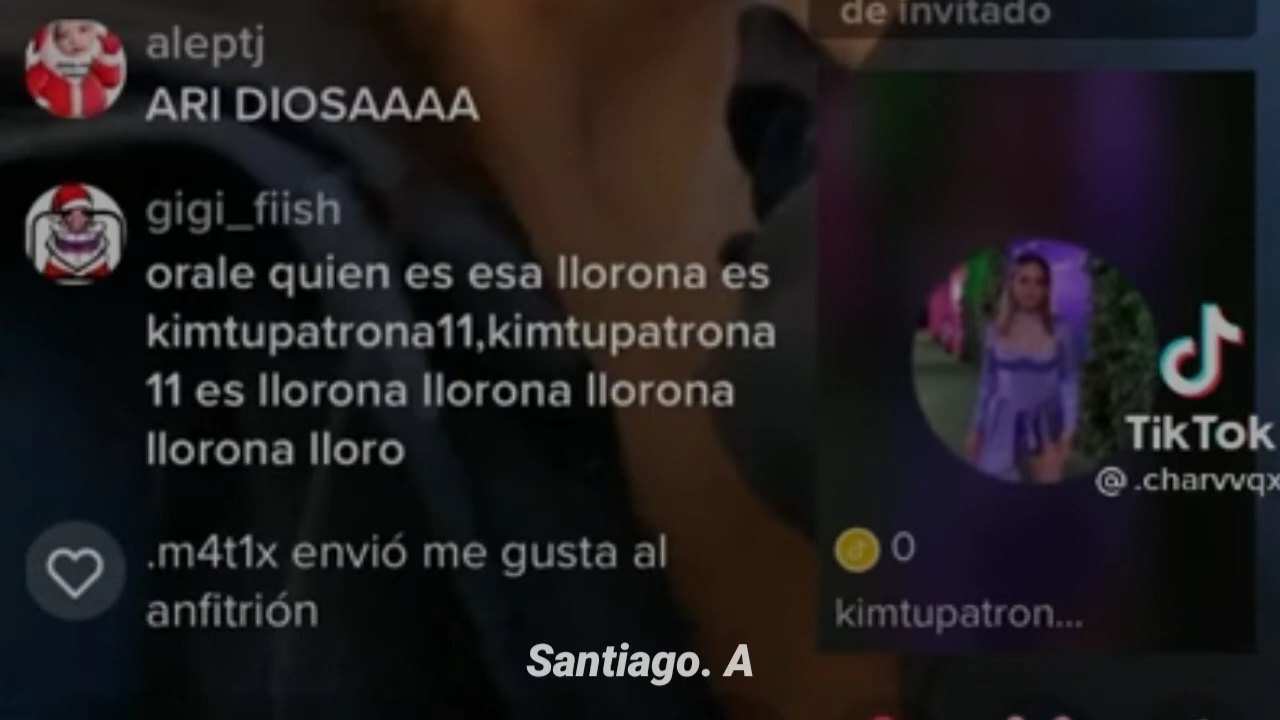 de invitado
aleptj
ARI DIOSAAAA
gigi_fiish
orale quien es esa llorona es
kimtupatrona11,kimtupatrona
11 es llorona llorona llorona
llorona lloro
.m4t1x envió me gusta al
anfitrión
TikTok
@.charvvqx
0
kimtupatron...
Santiago. A